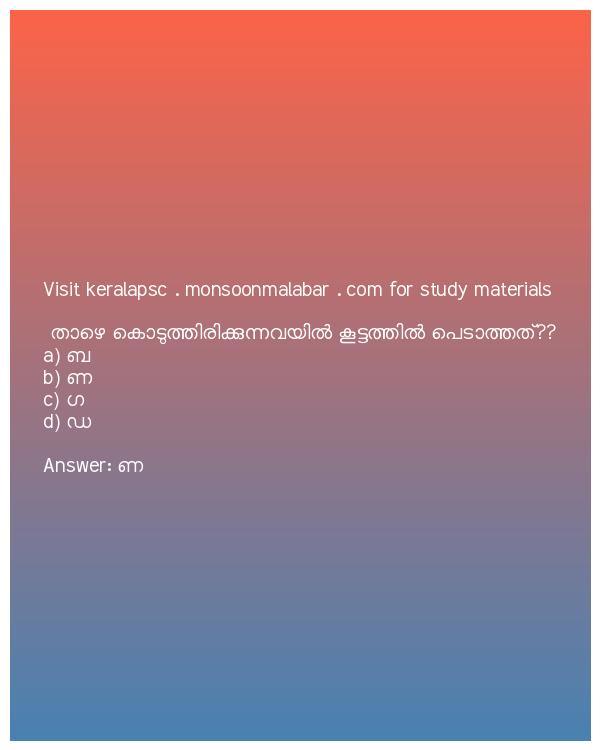 Visit keralapsc . monsoonmalabar . com for study materials
താഴെ കൊടുത്തിരിക്കുന്നവയിൽ കൂട്ടത്തിൽ പെടാത്തത്??
a) ബ
b) ണ
c) ഗ
d) ഡ
Answer: ണ